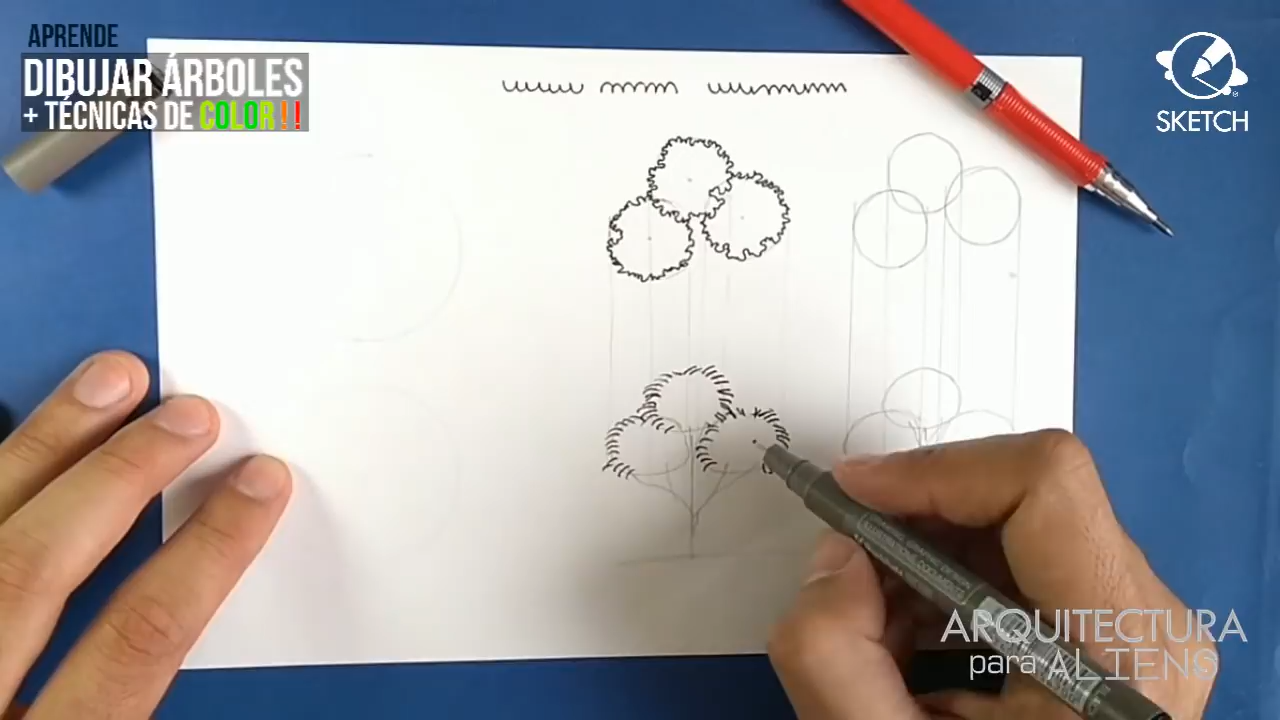 APRENDE
DIBUJAR ÁRBOLES
+ TÉCNICAS DE COLOR!!
SKETCH
ARQUITECTURA
para ALIENS